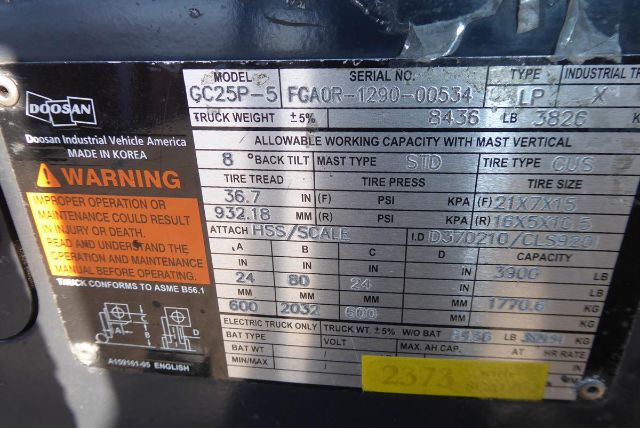 DOOSAN
Doosan Industrial Vehicle America
MADE IN KOREA
WARNING
IMPROPER OPERATION OR
MAINTENANCE COULD RESULT
IN INJURY OR DEATH.
READ AND UNDERSTAND THE
OPERATION AND MAINTENANCE
MANUAL BEFORE OPERATING.
TRUCK CONFORMS TO ASME B56.1
A C B D
A159161-05 ENGLISH
MODEL SERIAL NO. TYPE INDUSTRIAL
GC25P-5 FGA0R-1290-00534 LP X
TRUCK WEIGHT ±5% 8436 LB 3826
ALLOWABLE WORKING CAPACITY WITH MAST VERTICAL
8 °BACK TILT MAST TYPE STD TIRE TYPE CUS
TIRE TREAD TIRE PRESS TIRE SIZE
36.7 IN (F) PSI KPA (F) 21X7X15
932.18 MM (R) PSI KPA (R) 16X5X10.5
ATTACH HSS/SCALE I.D D370210/CLS920I
A B C D CAPACITY
IN IN IN IN 3900 LB
24 80 24
MM MM MM MM 1770.6 KG
600 2032 600
ELECTRIC TRUCK ONLY TRUCK WT. ±5% W/O BAT 8436 LB KG
BAT TYPE VOLT MAX. AH CAP. AT HR RATE
BAT WT / / / / LB
MIN/MAX / / / / KG